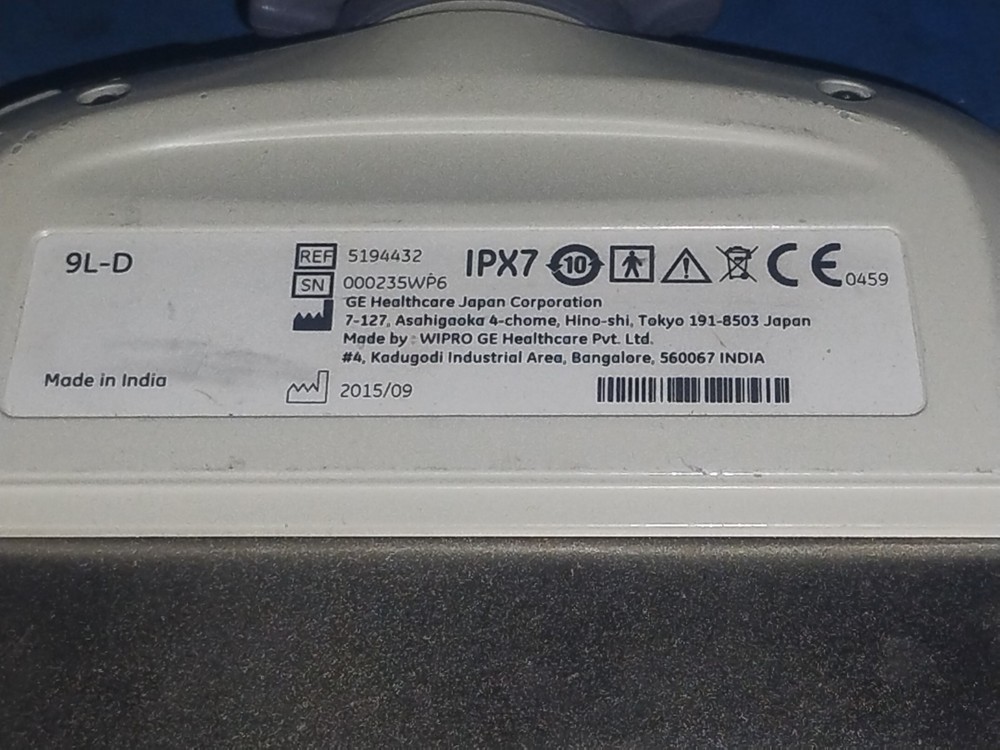 9L-D
REF 5194432
SN 000235WP6
IPX7 10 CE 0459
GE Healthcare Japan Corporation
7-127, Asahigaoka 4-chome, Hino-shi, Tokyo 191-8503 Japan
Made by : WIPRO GE Healthcare Pvt. Ltd.
#4, Kadugodi Industrial Area, Bangalore, 560067 INDIA
Made in India
2015/09